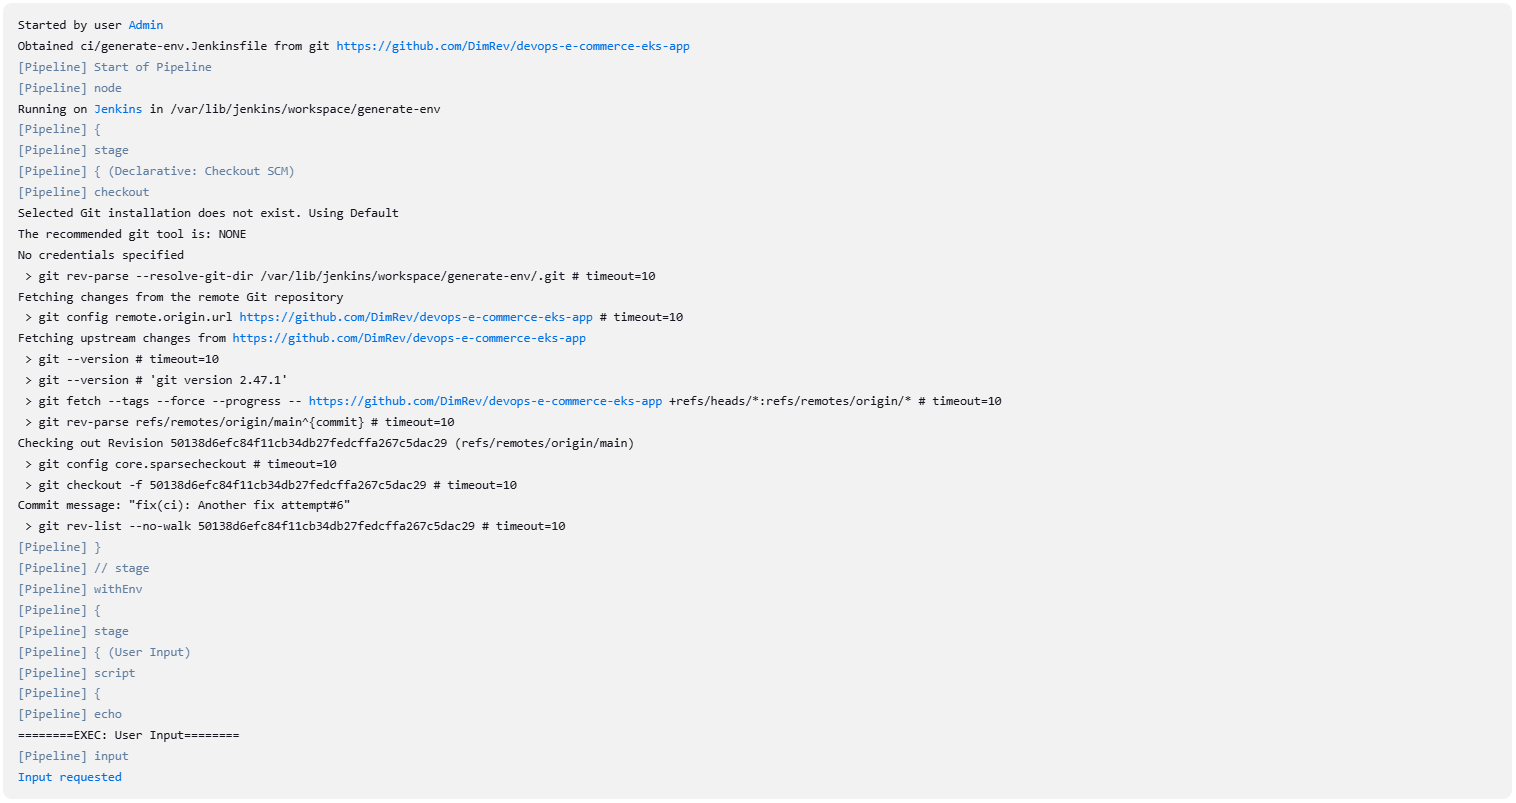 Started by user Admin
Obtained ci/generate-env.Jenkinsfile from git https://github.com/DimRev/devops-e-commerce-eks-app
[Pipeline] Start of Pipeline
[Pipeline] node
Running on Jenkins in /var/lib/jenkins/workspace/generate-env
[Pipeline] {
[Pipeline] stage
[Pipeline] { (Declarative: Checkout SCM)
[Pipeline] checkout
Selected Git installation does not exist. Using Default
The recommended git tool is: NONE
No credentials specified
 > git rev-parse --resolve-git-dir /var/lib/jenkins/workspace/generate-env/.git # timeout=10
Fetching changes from the remote Git repository
 > git config remote.origin.url https://github.com/DimRev/devops-e-commerce-eks-app # timeout=10
Fetching upstream changes from https://github.com/DimRev/devops-e-commerce-eks-app
 > git --version # timeout=10
 > git --version # 'git version 2.47.1'
 > git fetch --tags --force --progress -- https://github.com/DimRev/devops-e-commerce-eks-app +refs/heads/*:refs/remotes/origin/* # timeout=10
 > git rev-parse refs/remotes/origin/main^{commit} # timeout=10
Checking out Revision 50138d6efc84f11cb34db27fedcffa267c5dac29 (refs/remotes/origin/main)
 > git config core.sparsecheckout # timeout=10
 > git checkout -f 50138d6efc84f11cb34db27fedcffa267c5dac29 # timeout=10
Commit message: "fix(ci): Another fix attempt#6"
 > git rev-list --no-walk 50138d6efc84f11cb34db27fedcffa267c5dac29 # timeout=10
[Pipeline] }
[Pipeline] // stage
[Pipeline] withEnv
[Pipeline] {
[Pipeline] stage
[Pipeline] { (User Input)
[Pipeline] script
[Pipeline] {
[Pipeline] echo
========EXEC: User Input========
[Pipeline] input
Input requested